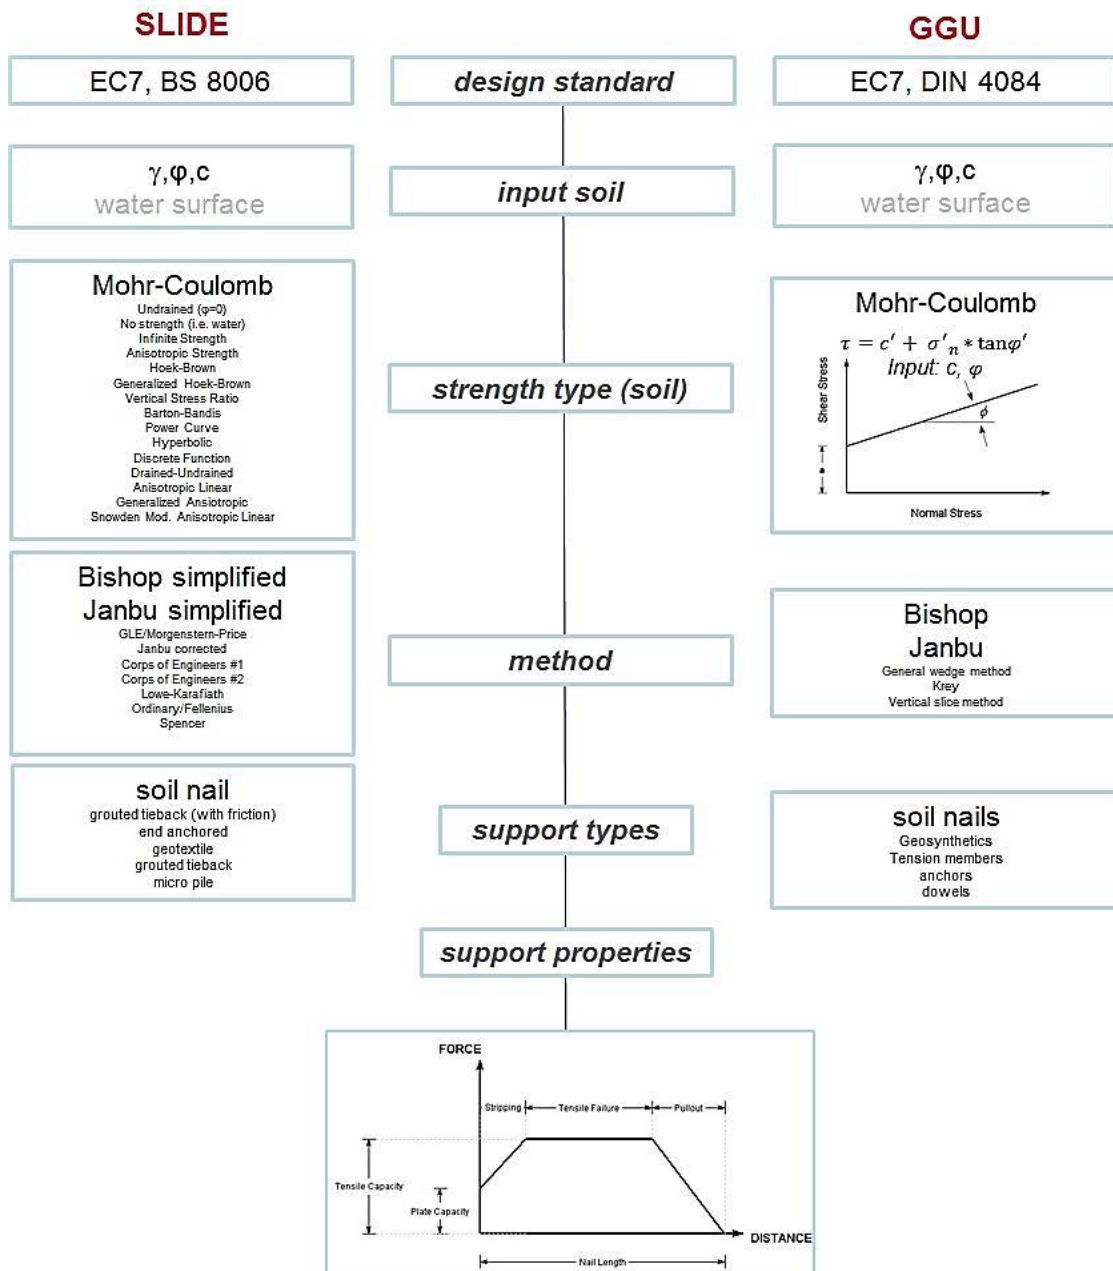 SLIDE
GGU
EC7, BS 8006
design standard
EC7, DIN 4084
γ,φ,c
water surface
input soil
γ,φ,c
water surface
Mohr-Coulomb
Undrained (φ=0)
No strength (i.e. water)
Infinite Strength
Anisotropic Strength
Hoek-Brown
Generalized Hoek-Brown
Vertical Stress Ratio
Barton-Bandis
Power Curve
Hyperbolic
Discrete Function
Drained-Undrained
Anisotropic Linear
Generalized Ansiotropic
Snowden Mod. Anisotropic Linear
strength type (soil)
Mohr-Coulomb
τ = c′ + σ′ₙ * tanφ′
Input: c, φ
Shear Stress
ϕ
Normal Stress
Bishop simplified
Janbu simplified
GLE/Morgenstern-Price
Janbu corrected
Corps of Engineers #1
Corps of Engineers #2
Lowe-Karafiath
Ordinary/Fellenius
Spencer
method
Bishop
Janbu
General wedge method
Krey
Vertical slice method
soil nail
grouted tieback (with friction)
end anchored
geotextile
grouted tieback
micro pile
support types
soil nails
Geosynthetics
Tension members
anchors
dowels
support properties
FORCE
Stripping
Tensile Failure
Pullout
Tensile Capacity
Plate Capacity
DISTANCE
Nail Length